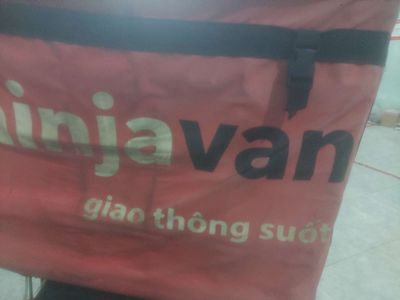 ninjavan
giao thông suốt